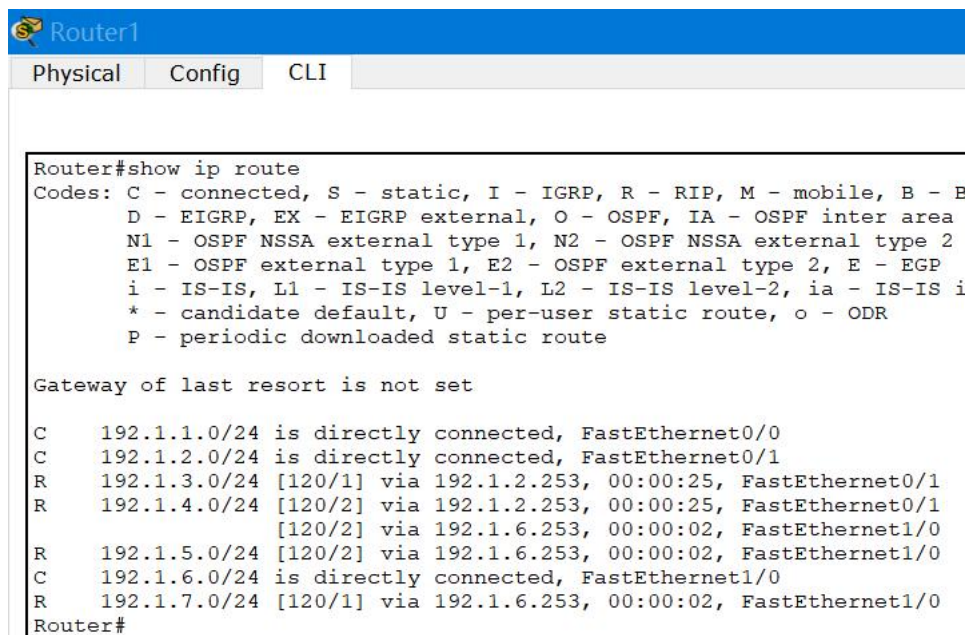 Router1
Physical Config CLI
Router#show ip route
Codes: C - connected, S - static, I - IGRP, R - RIP, M - mobile, B - B
D - EIGRP, EX - EIGRP external, O - OSPF, IA - OSPF inter area
N1 - OSPF NSSA external type 1, N2 - OSPF NSSA external type 2
E1 - OSPF external type 1, E2 - OSPF external type 2, E - EGP
i - IS-IS, L1 - IS-IS level-1, L2 - IS-IS level-2, ia - IS-IS i
* - candidate default, U - per-user static route, o - ODR
P - periodic downloaded static route
Gateway of last resort is not set
C 192.1.1.0/24 is directly connected, FastEthernet0/0
C 192.1.2.0/24 is directly connected, FastEthernet0/1
R 192.1.3.0/24 [120/1] via 192.1.2.253, 00:00:25, FastEthernet0/1
R 192.1.4.0/24 [120/2] via 192.1.2.253, 00:00:25, FastEthernet0/1
[120/2] via 192.1.6.253, 00:00:02, FastEthernet1/0
R 192.1.5.0/24 [120/2] via 192.1.6.253, 00:00:02, FastEthernet1/0
C 192.1.6.0/24 is directly connected, FastEthernet1/0
R 192.1.7.0/24 [120/1] via 192.1.6.253, 00:00:02, FastEthernet1/0
Router#